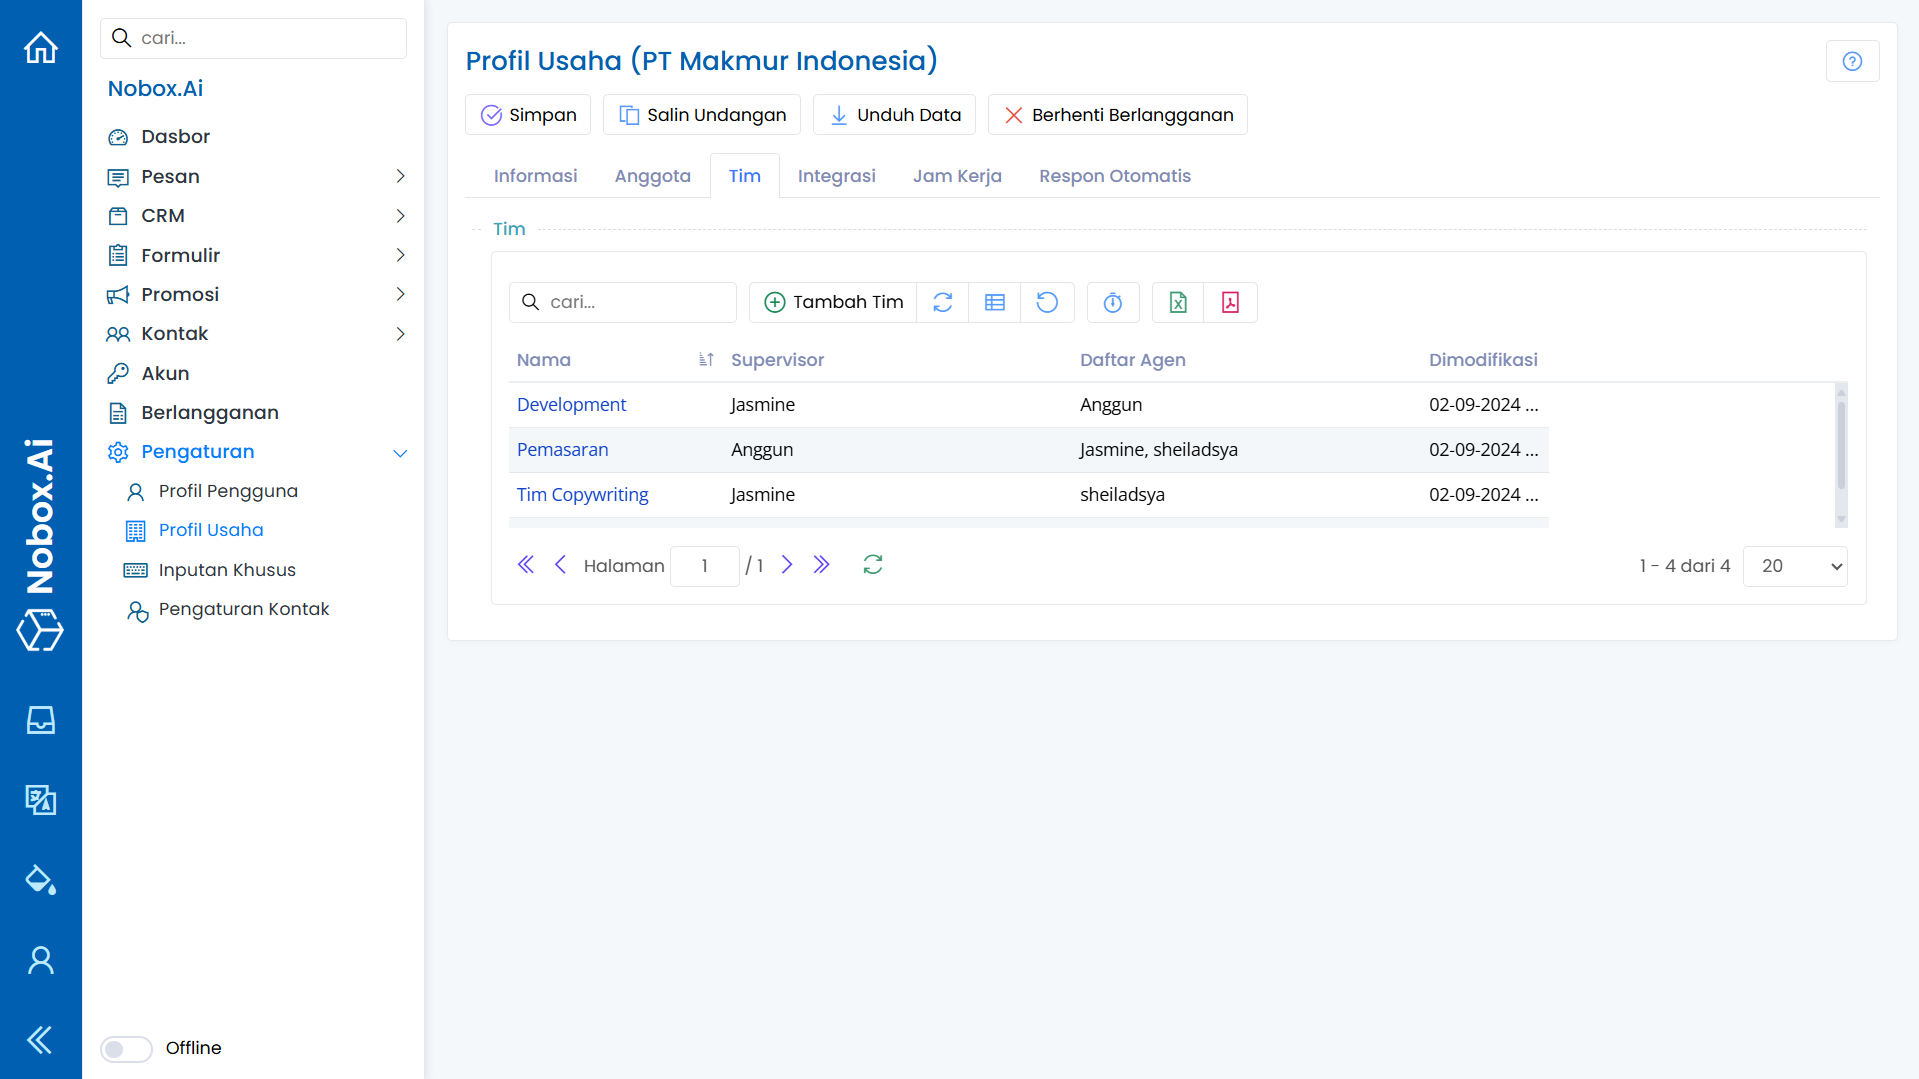 cari...
Nobox.Ai
Dasbor
Pesan
CRM
Formulir
Promosi
Kontak
Akun
Berlangganan
Pengaturan
Profil Pengguna
Profil Usaha
Inputan Khusus
Pengaturan Kontak
Offline
Nobox.Ai
Profil Usaha (PT Makmur Indonesia)
Simpan Salin Undangan Unduh Data Berhenti Berlangganan
Informasi Anggota Tim Integrasi Jam Kerja Respon Otomatis
Tim
cari... Tambah Tim
Nama Supervisor Daftar Agen Dimodifikasi
Development Jasmine Anggun 02-09-2024 ...
Pemasaran Anggun Jasmine, sheiladsya 02-09-2024 ...
Tim Copywriting Jasmine sheiladsya 02-09-2024 ...
Halaman 1 / 1 1 - 4 dari 4 20